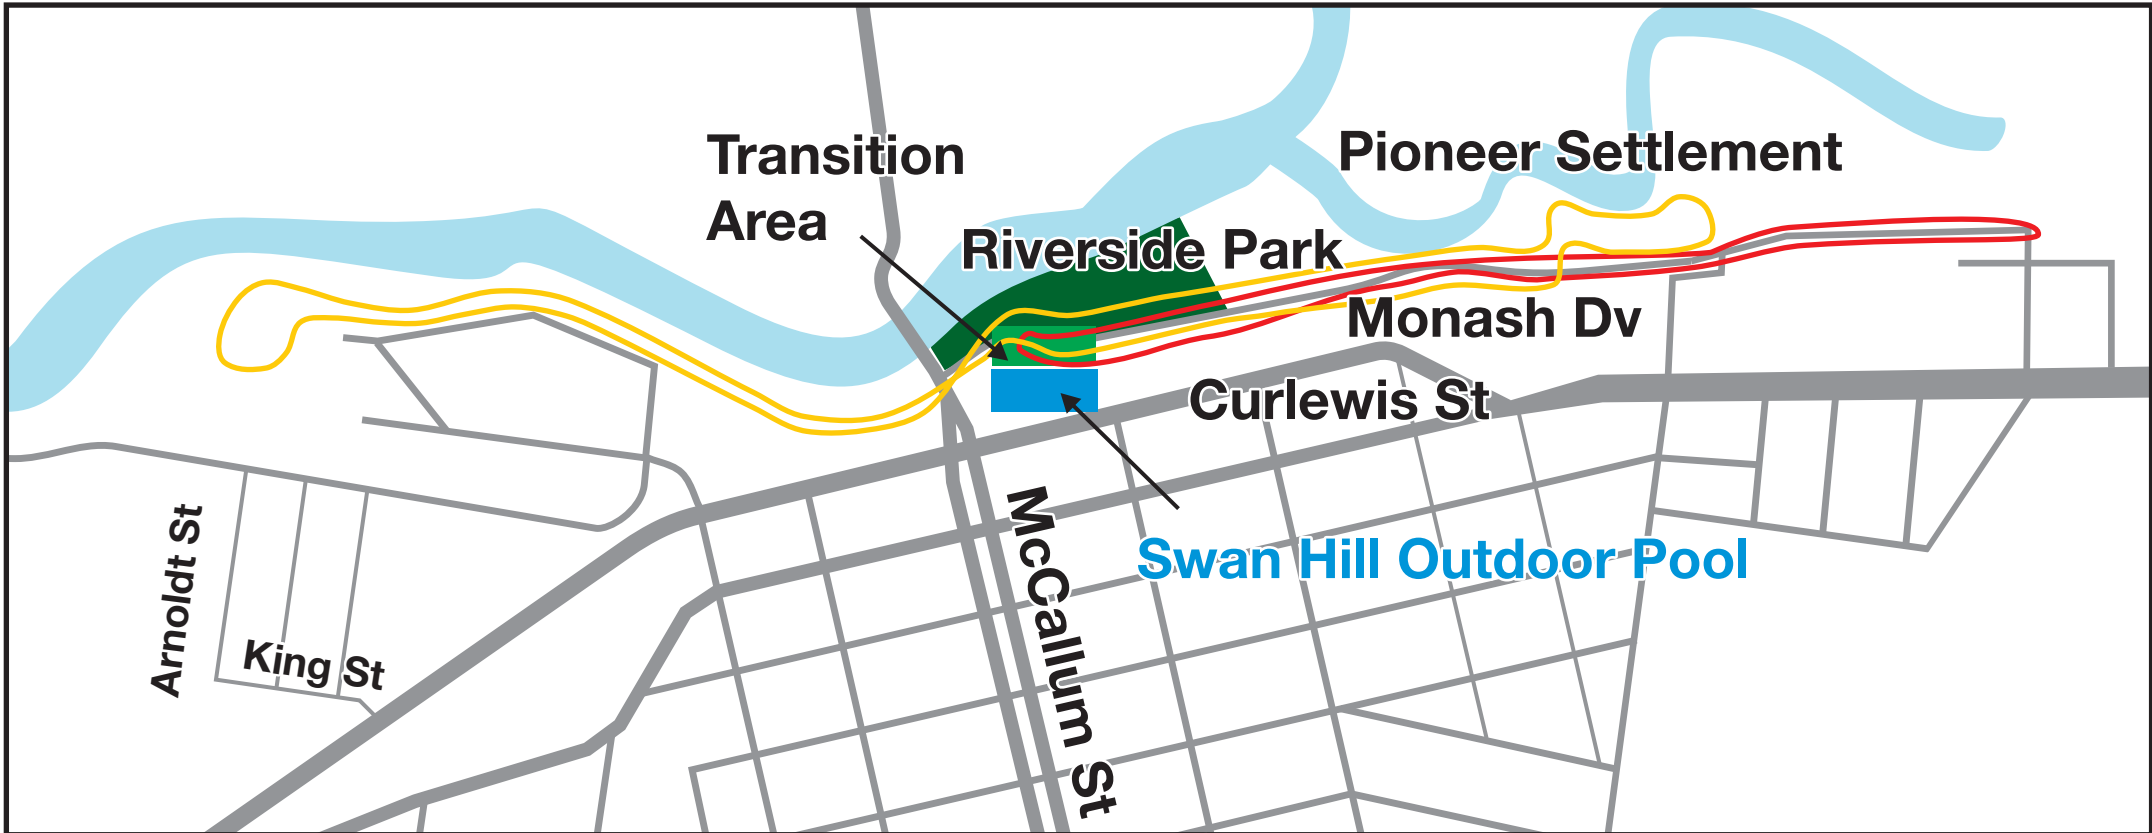 Transition
Area
Pioneer Settlement
Riverside Park
Monash Dv
Curlewis St
McCallum St
Swan Hill Outdoor Pool
Arnoldt St
King St